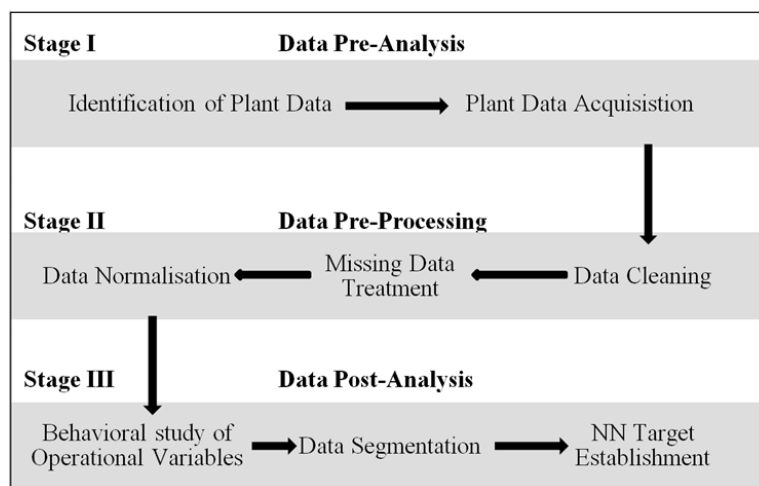 Stage I Data Pre-Analysis
Identification of Plant Data Plant Data Acquisistion
Stage II Data Pre-Processing
Data Normalisation Missing Data Treatment Data Cleaning
Stage III Data Post-Analysis
Behavioral study of Operational Variables Data Segmentation NN Target Establishment